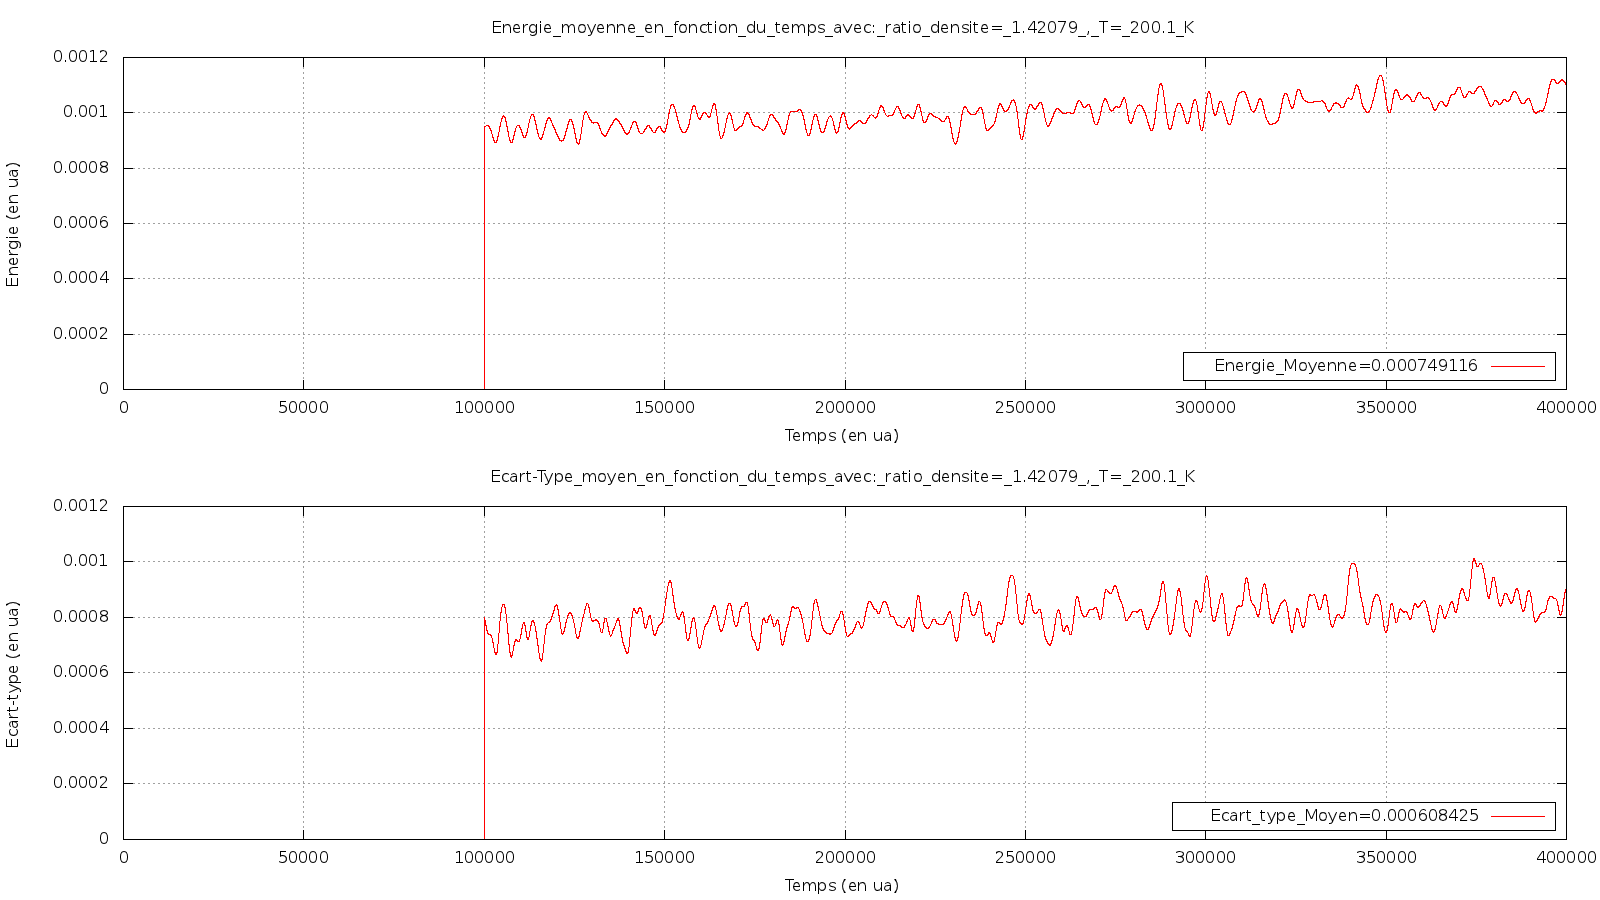 Energie_moyenne_en_fonction_du_temps_avec:_ratio_densite=_1.42079_,_T=_200.1_K
0.0012
0.001
0.0008
0.0006
0.0004
0.0002
0
Energie (en ua)
Energie_Moyenne=0.000749116
0 50000 100000 150000 200000 250000 300000 350000 400000
Temps (en ua)
Ecart-Type_moyen_en_fonction_du_temps_avec:_ratio_densite=_1.42079_,_T=_200.1_K
0.0012
0.001
0.0008
0.0006
0.0004
0.0002
0
Ecart-type (en ua)
Ecart_type_Moyen=0.000608425
0 50000 100000 150000 200000 250000 300000 350000 400000
Temps (en ua)